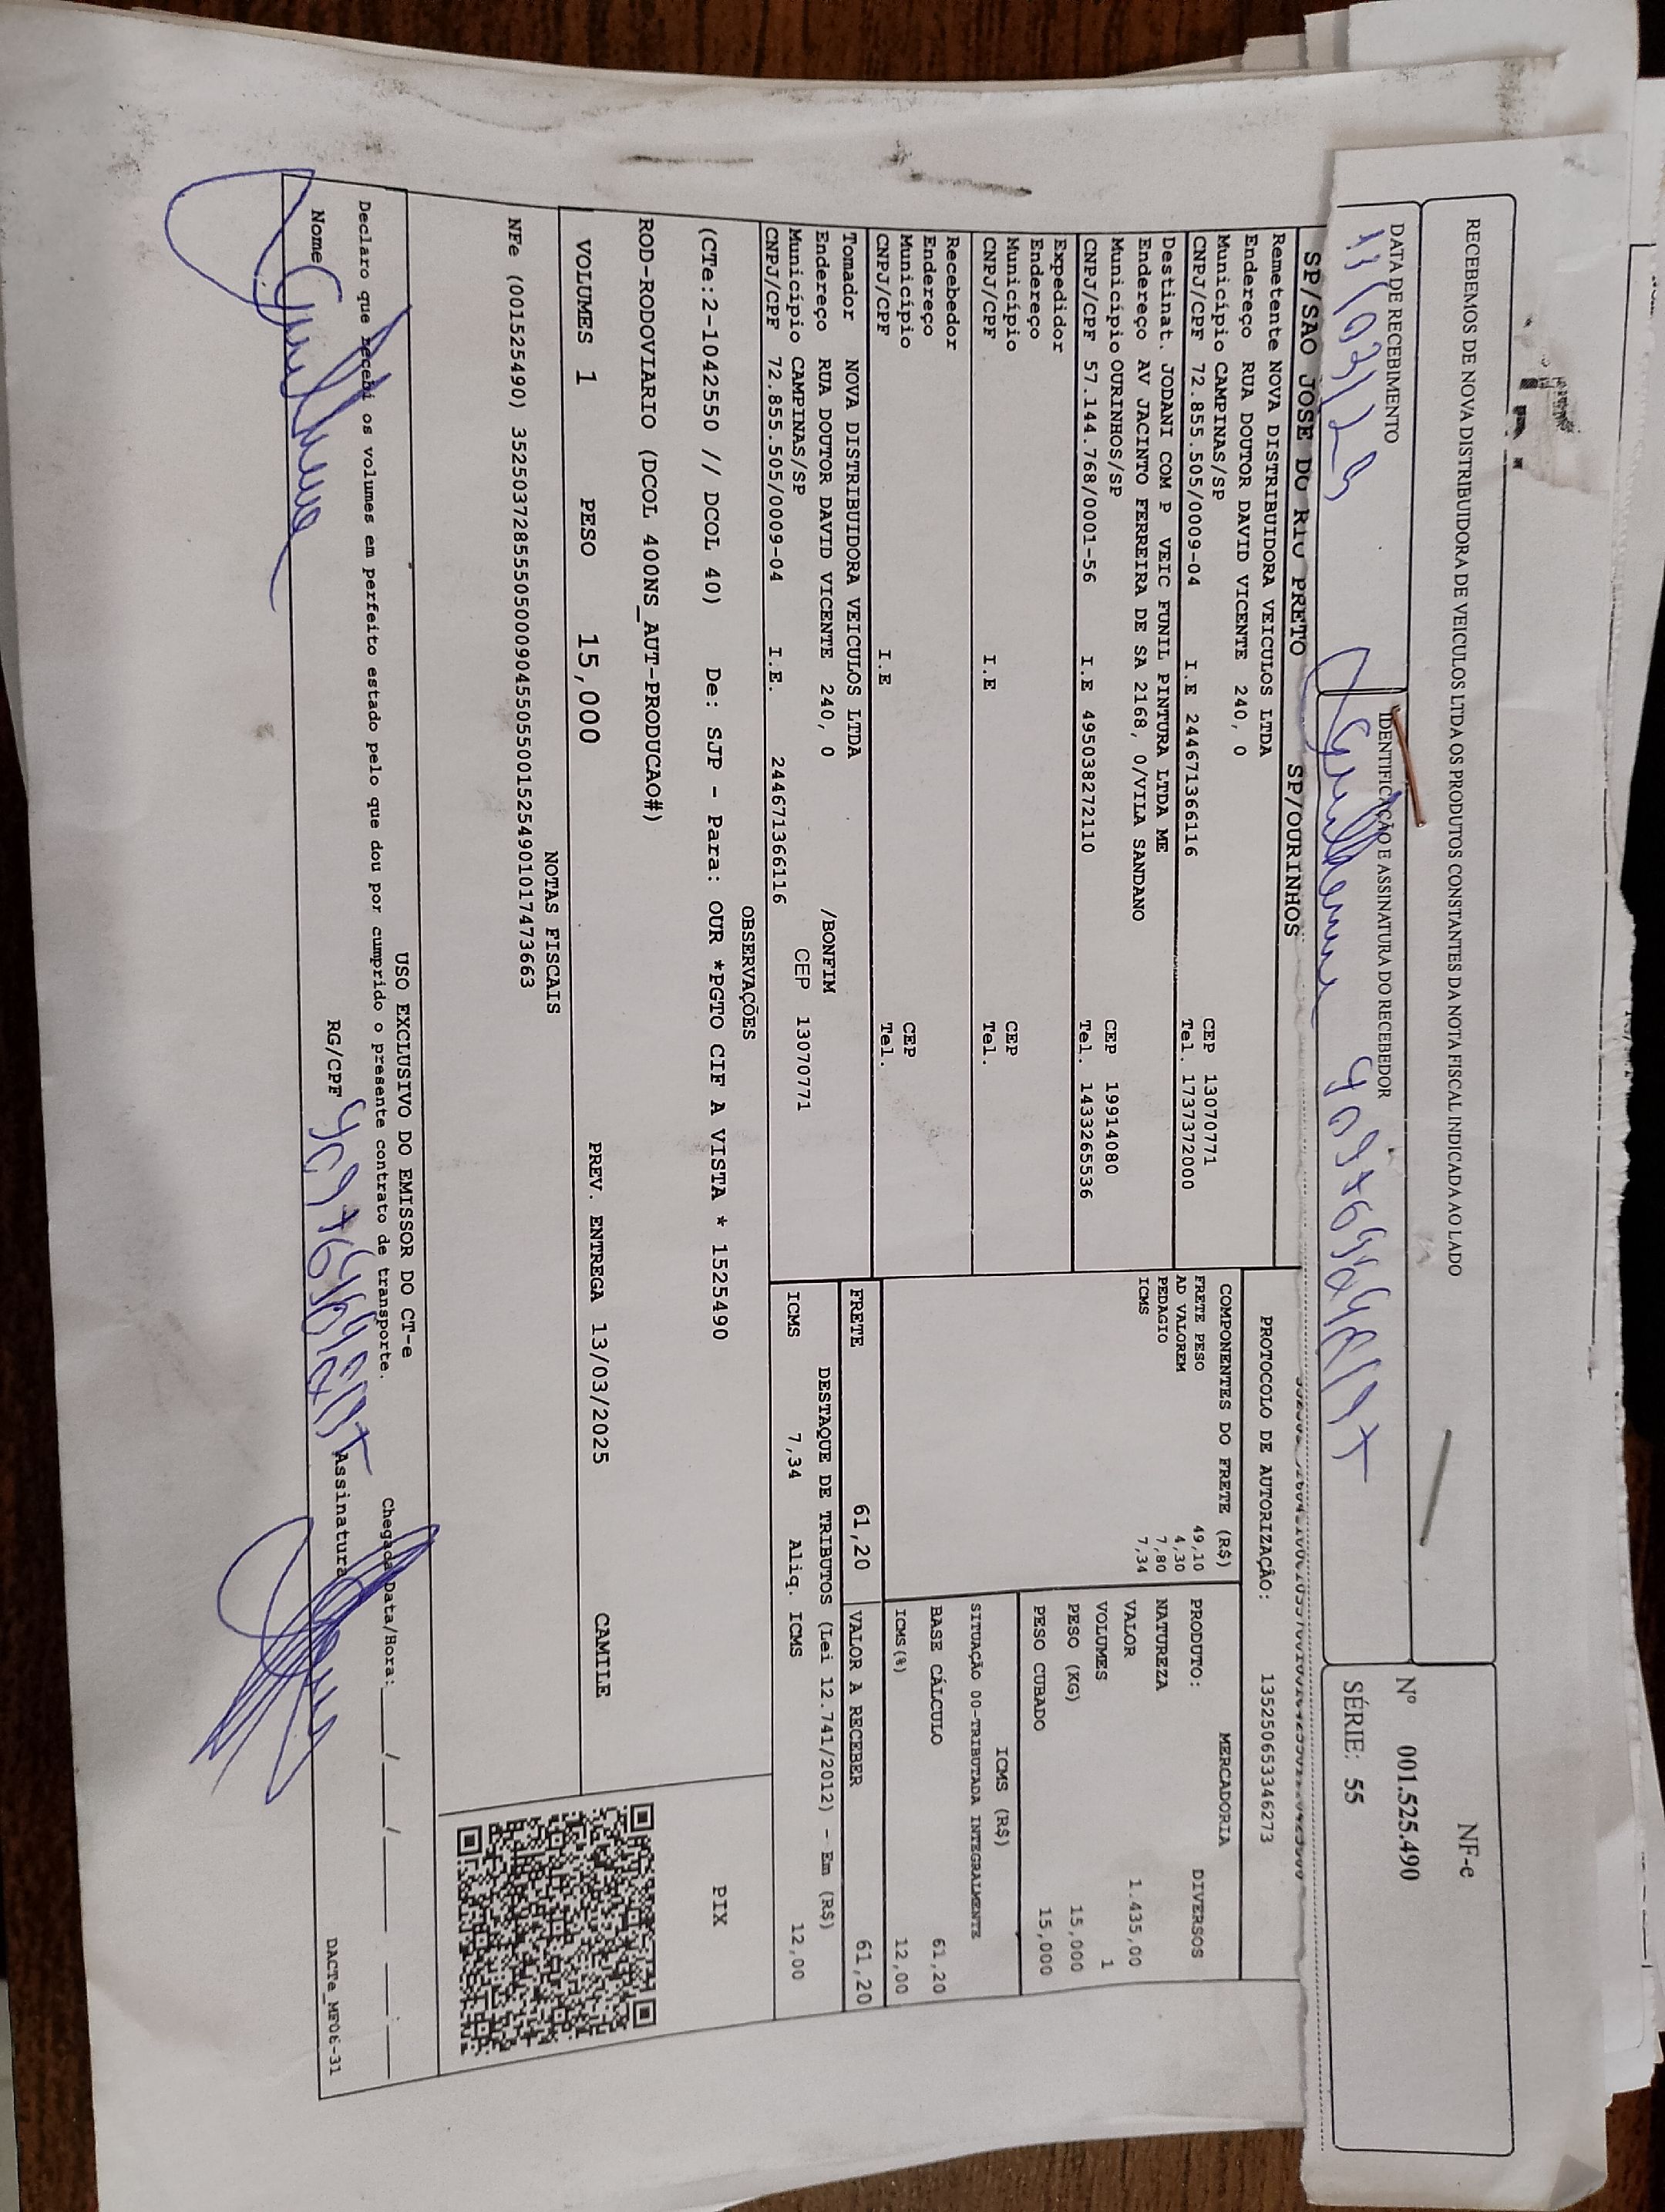 RECEBEMOS DE NOVA DISTRIBUIDORA DE VEICULOS LTDA OS PRODUTOS CONSTANTES DA NOTA FISCAL INDICADA AO LADO
NF-e
Nº 001.525.490
SÉRIE: 55
DATA DE RECEBIMENTO
IDENTIFICAÇÃO E ASSINATURA DO RECEBEDOR
SP/SAO JOSE DO RIO PRETO SP/OURINHOS
PROTOCOLO DE AUTORIZAÇÃO: 135250653346273
Remetente NOVA DISTRIBUIDORA VEICULOS LTDA
Endereço RUA DOUTOR DAVID VICENTE 240, 0
Município CAMPINAS/SP CEP 13070771
CNPJ/CPF 72.855.505/0009-04 I.E 244671366116 Tel. 1737372000
Destinat. JODANI COM P VEIC FUNIL PINTURA LTDA ME
Endereço AV JACINTO FERREIRA DE SA 2168, 0/VILA SANDANO
Município OURINHOS/SP CEP 19914080
CNPJ/CPF 57.144.768/0001-56 I.E 495038272110 Tel. 1433265536
Expedidor
Endereço
Município CEP
CNPJ/CPF I.E Tel.
Recebedor
Endereço
Município CEP
CNPJ/CPF I.E Tel.
Tomador NOVA DISTRIBUIDORA VEICULOS LTDA
Endereço RUA DOUTOR DAVID VICENTE 240, 0 /BONFIM
Município CAMPINAS/SP CEP 13070771
CNPJ/CPF 72.855.505/0009-04 I.E. 244671366116
COMPONENTES DO FRETE (R$)
FRETE PESO 49,10
AD VALOREM 4,30
PEDAGIO 7,80
ICMS 7,34
MERCADORIA
PRODUTO: DIVERSOS
NATUREZA
VALOR 1.435,00
VOLUMES 1
PESO (KG) 15,000
PESO CUBADO 15,000
ICMS (R$)
SITUAÇÃO 00-TRIBUTADA INTEGRALMENTE
BASE CÁLCULO 61,20
ICMS(%) 12,00
FRETE 61,20 VALOR A RECEBER 61,20
DESTAQUE DE TRIBUTOS (Lei 12.741/2012) - Em (R$)
ICMS 7,34 Aliq. ICMS 12,00
OBSERVAÇÕES
(CTe:2-1042550 // DCOL 40) De: SJP - Para: OUR *PGTO CIF A VISTA * 1525490
PIX
ROD-RODOVIARIO (DCOL 400NS_AUT-PRODUCAO#)
VOLUMES 1 PESO 15,000 PREV. ENTREGA 13/03/2025 CAMILE
NOTAS FISCAIS
NFe (001525490) 35250372855505000904550550015254901017473663
USO EXCLUSIVO DO EMISSOR DO CT-e
Declaro que recebi os volumes em perfeito estado pelo que dou por cumprido o presente contrato de transporte.
Chegada Data/Hora: ____/____/____ ___:___
Nome Guilherme RG/CPF Assinatura
DACTe_MF06-31